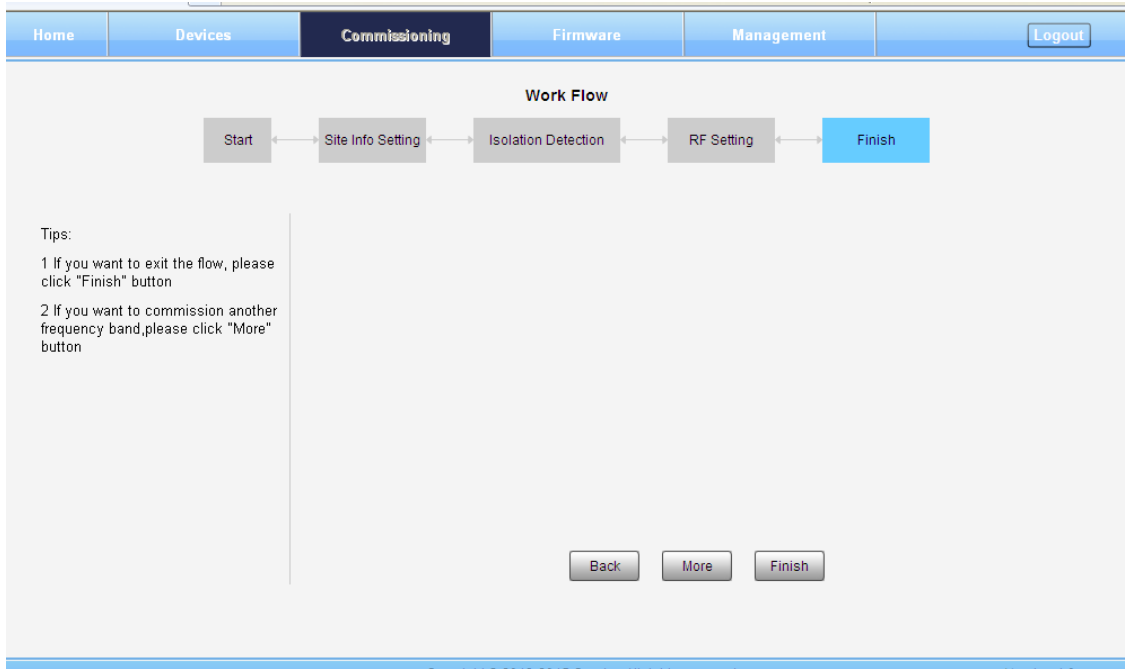 Home Devices Commissioning Firmware Management Logout
Work Flow
Start Site Info Setting Isolation Detection RF Setting Finish
Tips:
1 If you want to exit the flow, please
click "Finish" button
2 If you want to commission another
frequency band,please click "More"
button
Back More Finish